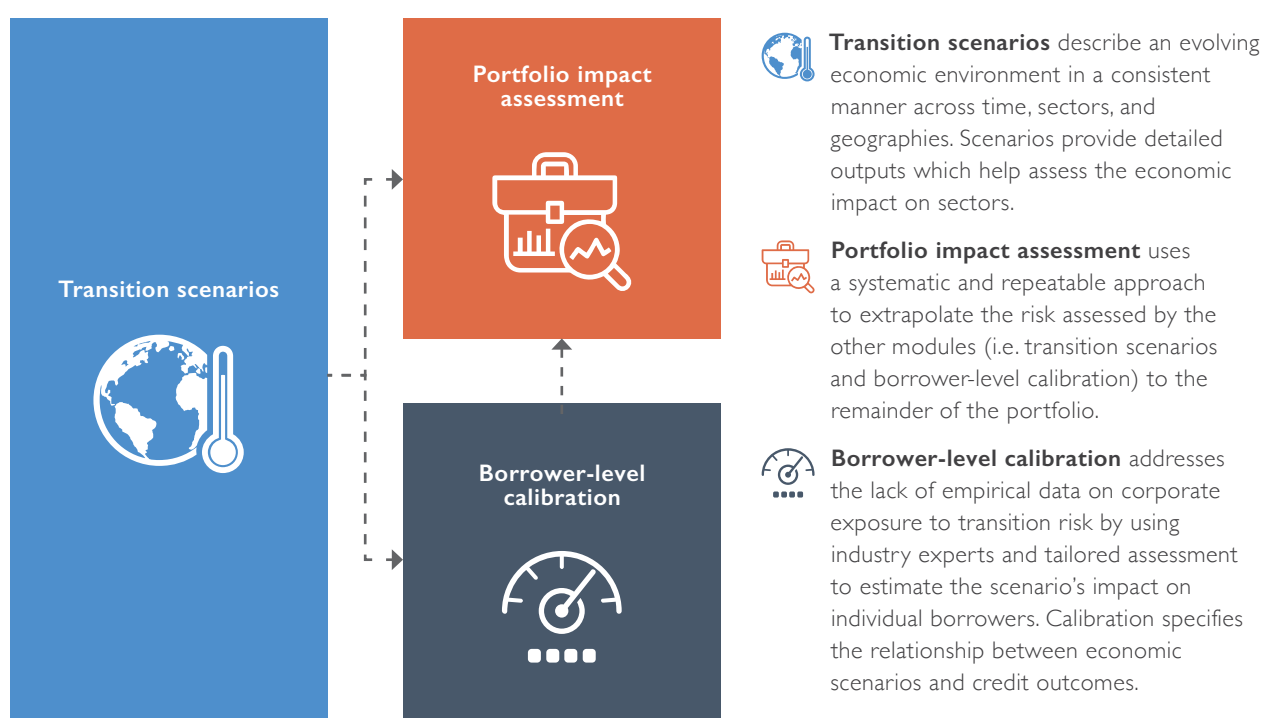 Transition scenarios
Portfolio impact
assessment
Borrower-level
calibration
Transition scenarios describe an evolving
economic environment in a consistent
manner across time, sectors, and
geographies. Scenarios provide detailed
outputs which help assess the economic
impact on sectors.
Portfolio impact assessment uses
a systematic and repeatable approach
to extrapolate the risk assessed by the
other modules (i.e. transition scenarios
and borrower-level calibration) to the
remainder of the portfolio.
Borrower-level calibration addresses
the lack of empirical data on corporate
exposure to transition risk by using
industry experts and tailored assessment
to estimate the scenario’s impact on
individual borrowers. Calibration specifies
the relationship between economic
scenarios and credit outcomes.